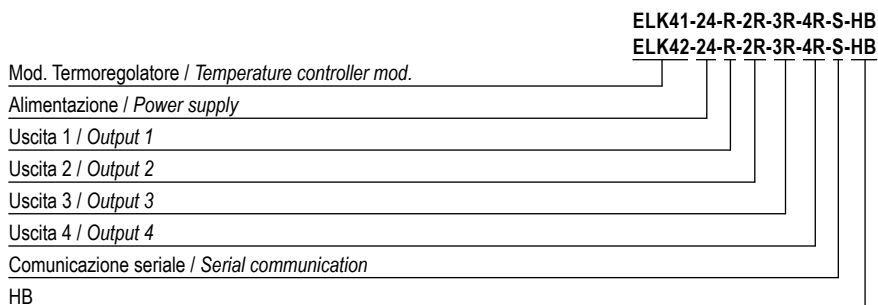 ELK41-24-R-2R-3R-4R-S-HB
ELK42-24-R-2R-3R-4R-S-HB
Mod. Termoregolatore / Temperature controller mod.
Alimentazione / Power supply
Uscita 1 / Output 1
Uscita 2 / Output 2
Uscita 3 / Output 3
Uscita 4 / Output 4
Comunicazione seriale / Serial communication
HB